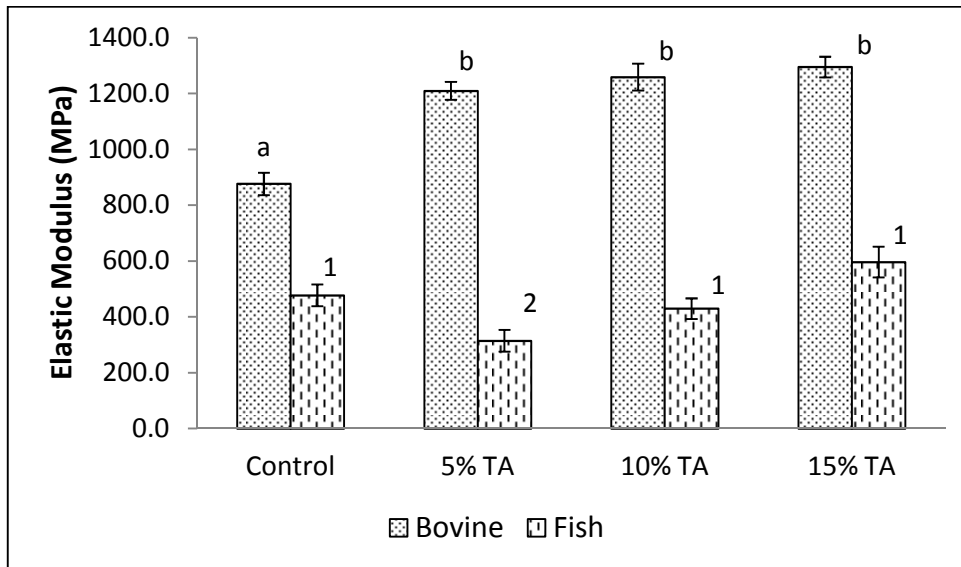 Elastic Modulus (MPa)
1400.0
1200.0
1000.0
800.0
600.0
400.0
200.0
0.0
a
1
b
2
b
1
b
1
Control
5% TA
10% TA
15% TA
Bovine
Fish